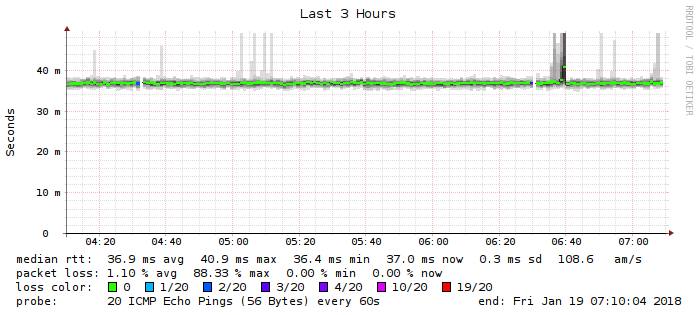 Last 3 Hours
RRDTOOL / TOBI OETIKER
Seconds
40 m
30 m
20 m
10 m
0
04:20 04:40 05:00 05:20 05:40 06:00 06:20 06:40 07:00
median rtt: 36.9 ms avg 40.9 ms max 36.4 ms min 37.0 ms now 0.3 ms sd 108.6 am/s
packet loss: 1.10 % avg 88.33 % max 0.00 % min 0.00 % now
loss color: 0 1/20 2/20 3/20 4/20 10/20 19/20
probe: 20 ICMP Echo Pings (56 Bytes) every 60s end: Fri Jan 19 07:10:04 2018